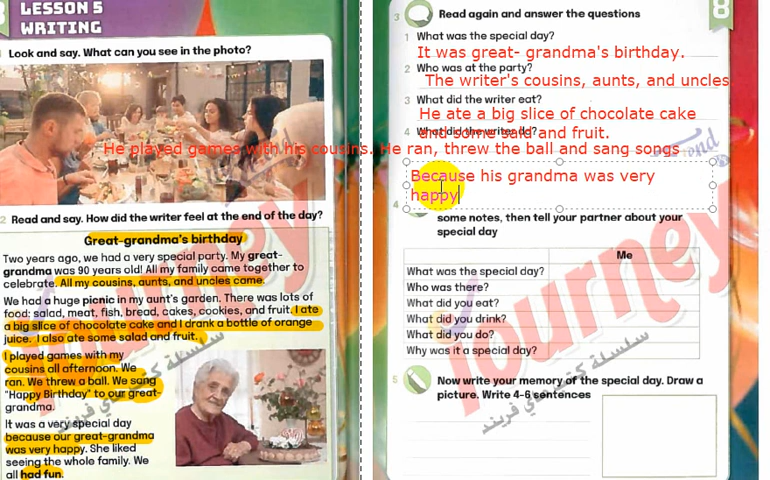 LESSON 5
WRITING
Look and say. What can you see in the photo?
2 Read and say. How did the writer feel at the end of the day?
Great-grandma's birthday
Two years ago, we had a very special party. My great-
grandma was 90 years old! All my family came together to
celebrate. All my cousins, aunts, and uncles came.
We had a huge picnic in my aunt's garden. There was lots of
food: salad, meat, fish, bread, cakes, cookies, and fruit. I ate
a big slice of chocolate cake and I drank a bottle of orange
juice. I also ate some salad and fruit.
I played games with my
cousins all afternoon. We
ran. We threw a ball. We sang
"Happy Birthday" to our great-
grandma.
It was a very special day
because our great-grandma
was very happy. She liked
seeing the whole family. We
all had fun.
8
3 Read again and answer the questions
1 What was the special day?
It was great- grandma's birthday.
2 Who was at the party?
The writer's cousins, aunts, and uncles
3 What did the writer eat?
He ate a big slice of chocolate cake
and some salad and fruit.
4 What did the writer do?
He played games with his cousins. He ran, threw the ball and sang songs
Because his grandma was very
happy
4
some notes, then tell your partner about your
special day
Me
What was the special day?
Who was there?
What did you eat?
What did you drink?
What did you do?
Why was it a special day?
5 Now write your memory of the special day. Draw a
picture. Write 4-6 sentences
Journey